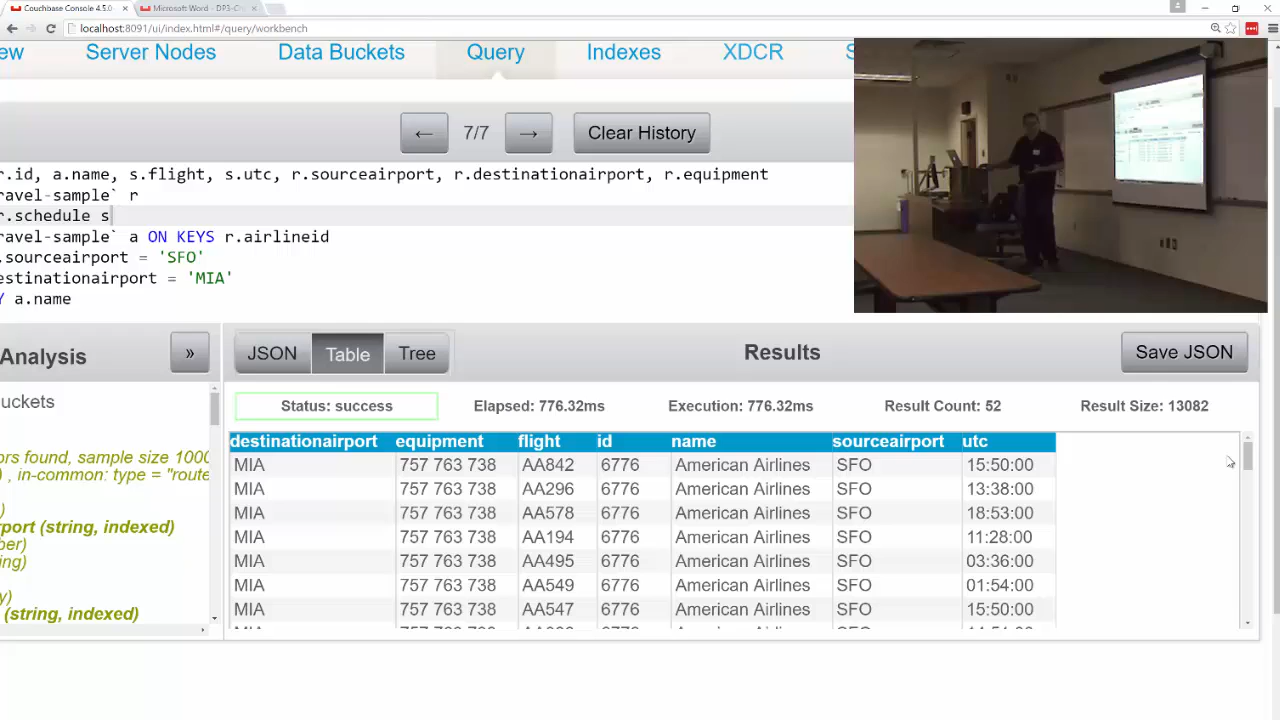 Couchbase Console 4.5.0
Microsoft Word - DP3-C
localhost:8091/ui/index.html#/query/workbench
ew Server Nodes Data Buckets Query Indexes XDCR S
← 7/7 → Clear History
r.id, a.name, s.flight, s.utc, r.sourceairport, r.destinationairport, r.equipment
ravel-sample` r
r.schedule s
ravel-sample` a ON KEYS r.airlineid
.sourceairport = 'SFO'
estinationairport = 'MIA'
Y a.name
Analysis » JSON Table Tree Results Save JSON
uckets
Status: success Elapsed: 776.32ms Execution: 776.32ms Result Count: 52 Result Size: 13082
ors found, sample size 1000
) , in-common: type = "route
)
port (string, indexed)
ber)
ing)
y)
(string, indexed)
destinationairport equipment flight id name sourceairport utc
MIA 757 763 738 AA842 6776 American Airlines SFO 15:50:00
MIA 757 763 738 AA296 6776 American Airlines SFO 13:38:00
MIA 757 763 738 AA578 6776 American Airlines SFO 18:53:00
MIA 757 763 738 AA194 6776 American Airlines SFO 11:28:00
MIA 757 763 738 AA495 6776 American Airlines SFO 03:36:00
MIA 757 763 738 AA549 6776 American Airlines SFO 01:54:00
MIA 757 763 738 AA547 6776 American Airlines SFO 15:50:00